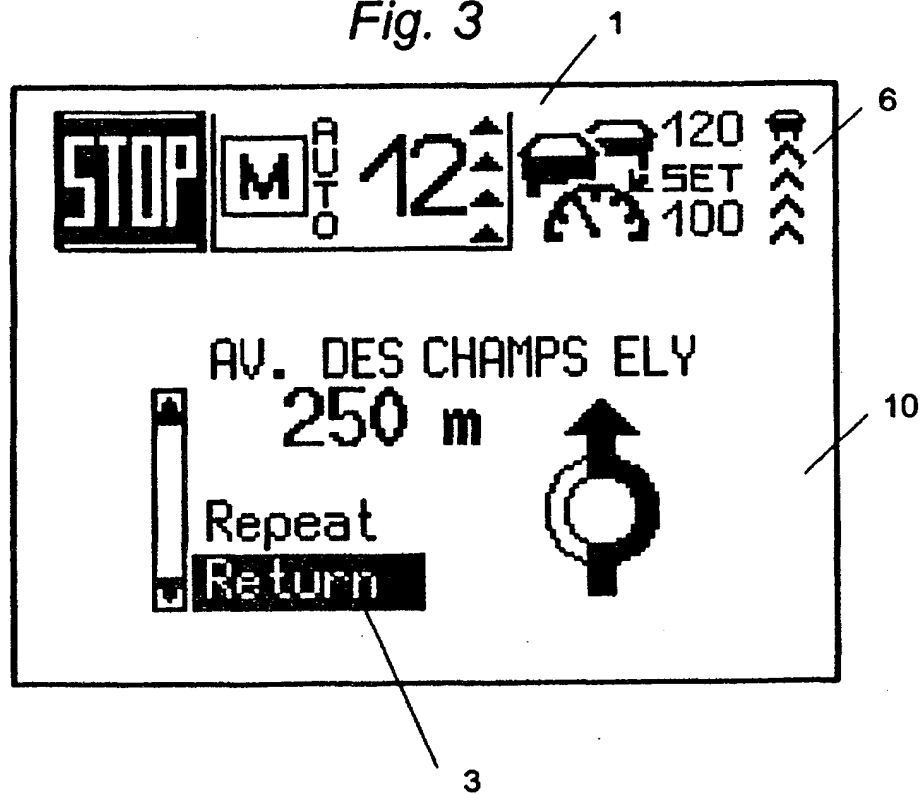 Fig. 3
1
6
STOP
M
AUTO
12
120
SET
100
AV. DES CHAMPS ELY
250 m
10
Repeat
Return
3